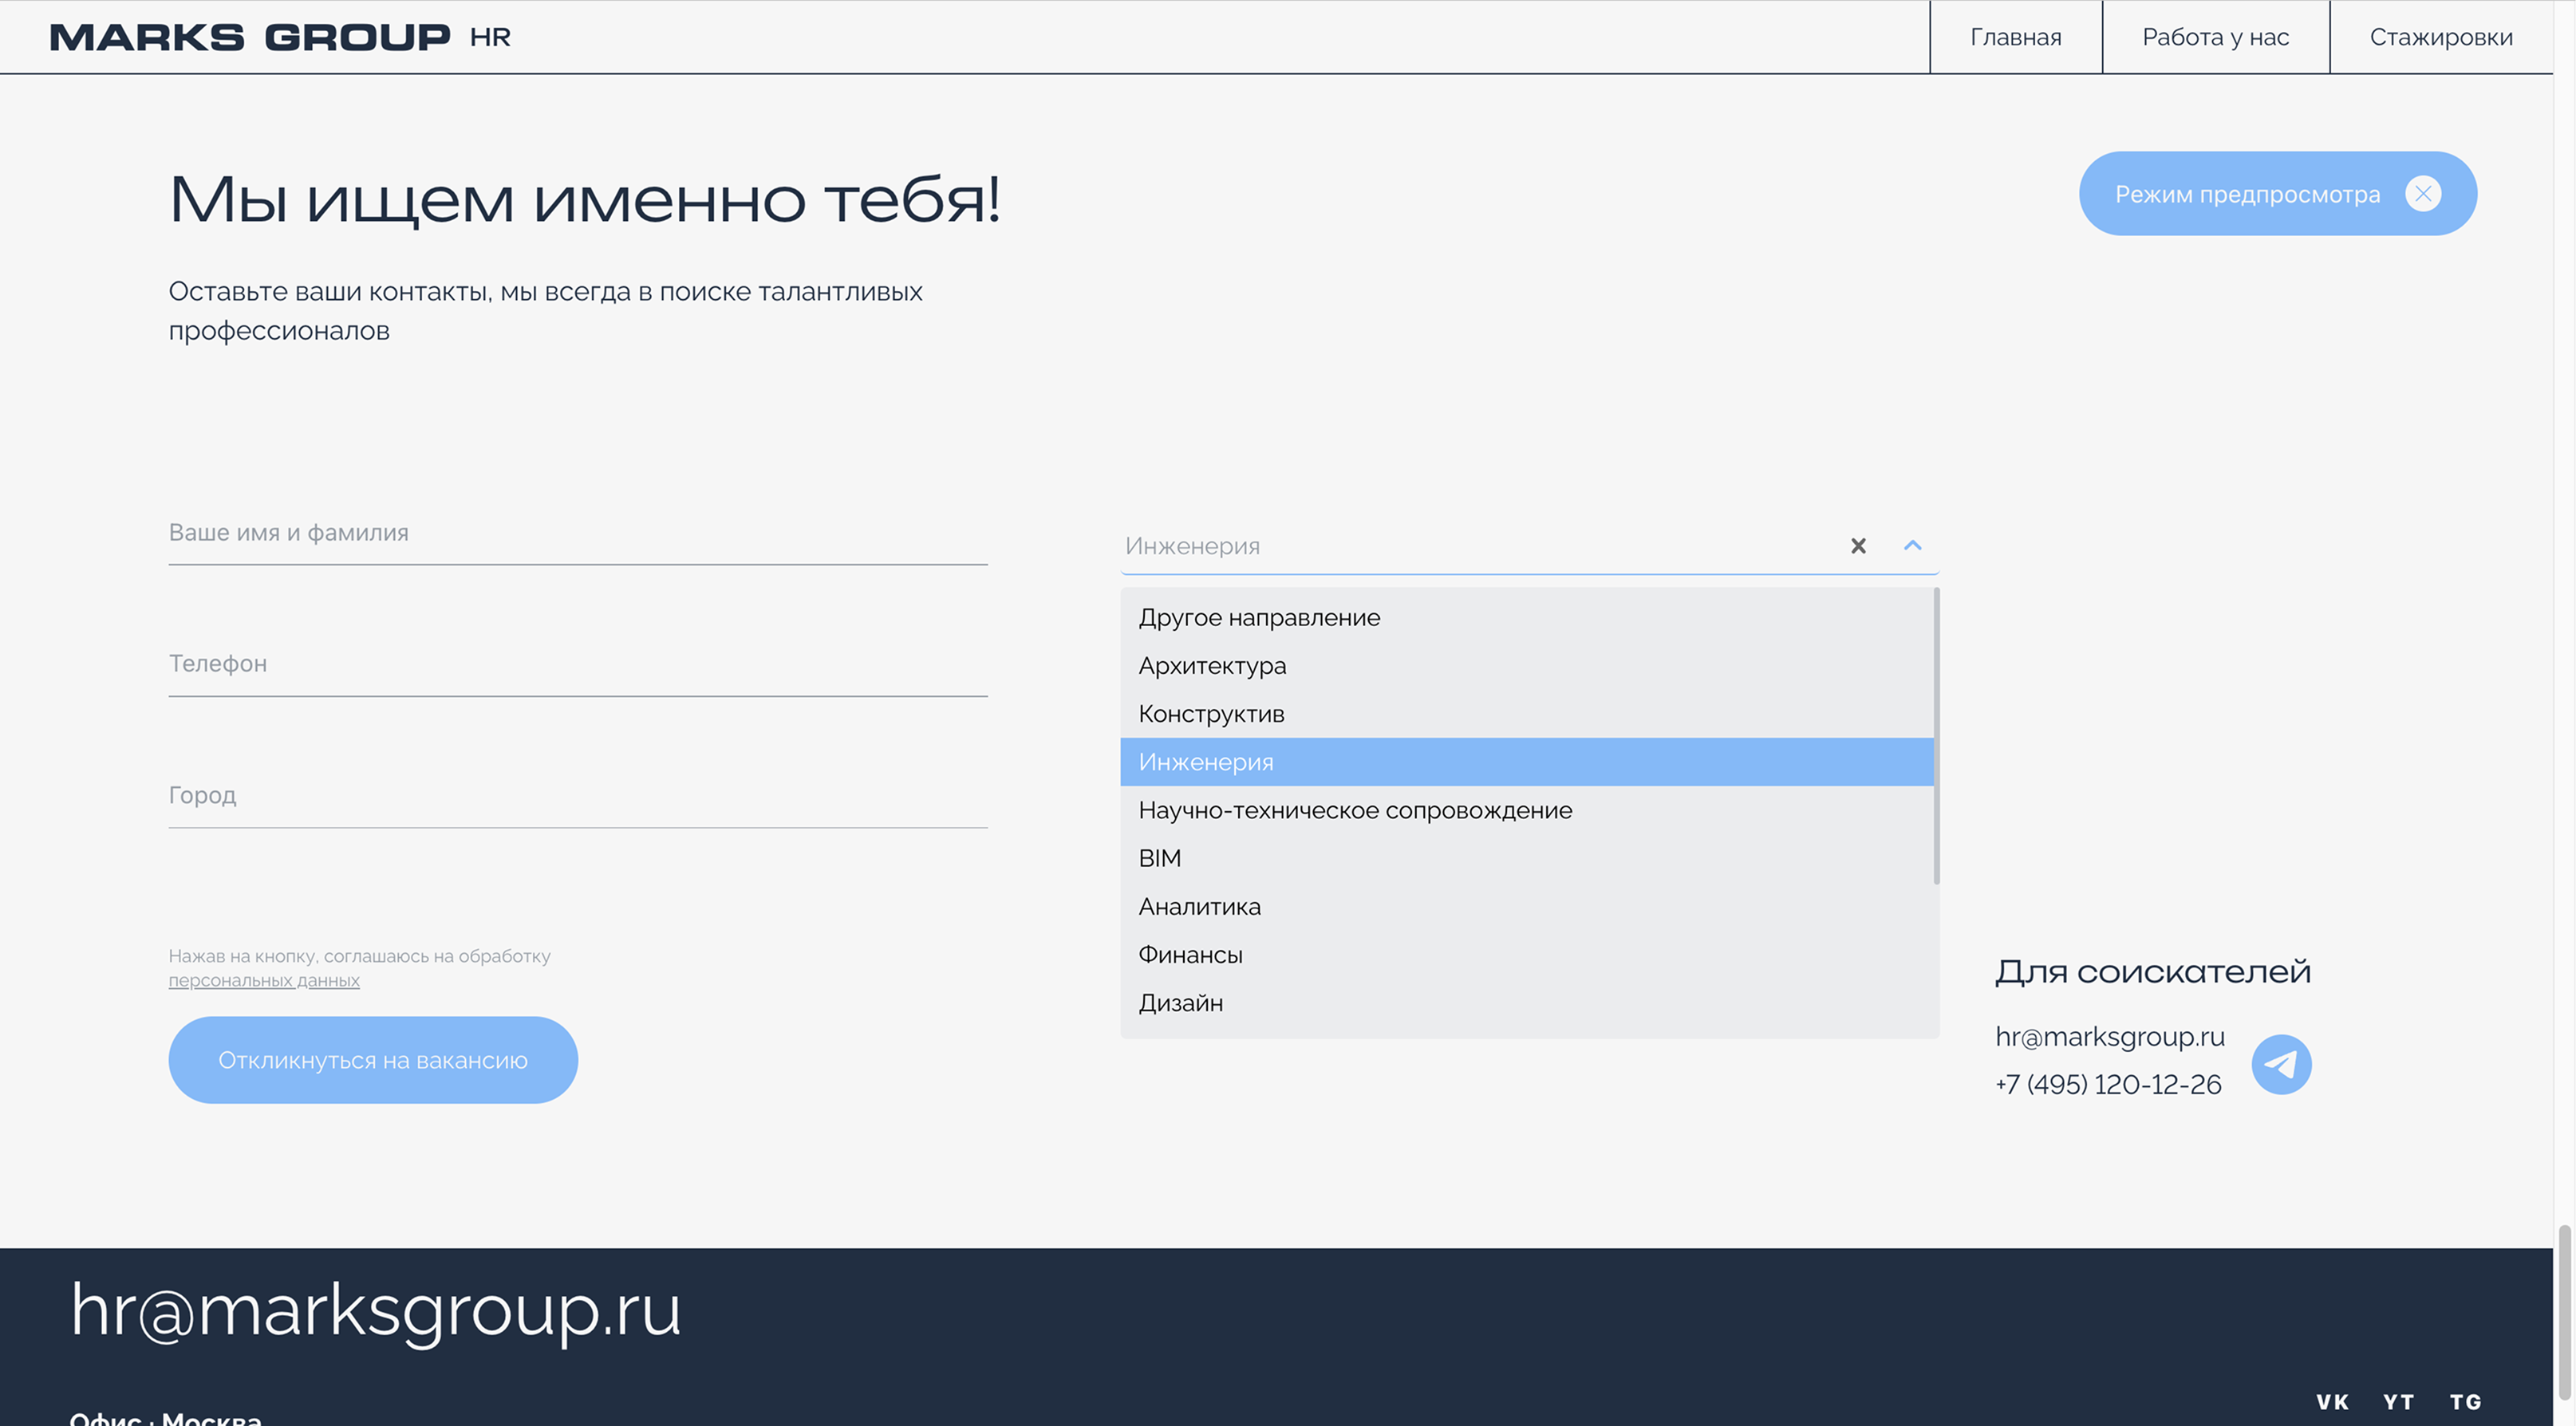 MARKS GROUP HR
Главная
Работа у нас
Стажировки
Мы ищем именно тебя!
Режим предпросмотра
Оставьте ваши контакты, мы всегда в поиске талантливых
профессионалов
Ваше имя и фамилия
Телефон
Город
Нажав на кнопку, соглашаюсь на обработку
персональных данных
Откликнуться на вакансию
Инженерия
Другое направление
Архитектура
Конструктив
Инженерия
Научно-техническое сопровождение
BIM
Аналитика
Финансы
Дизайн
Для соискателей
hr@marksgroup.ru
+7 (495) 120-12-26
hr@marksgroup.ru
Офис · Москва
VK YT TG